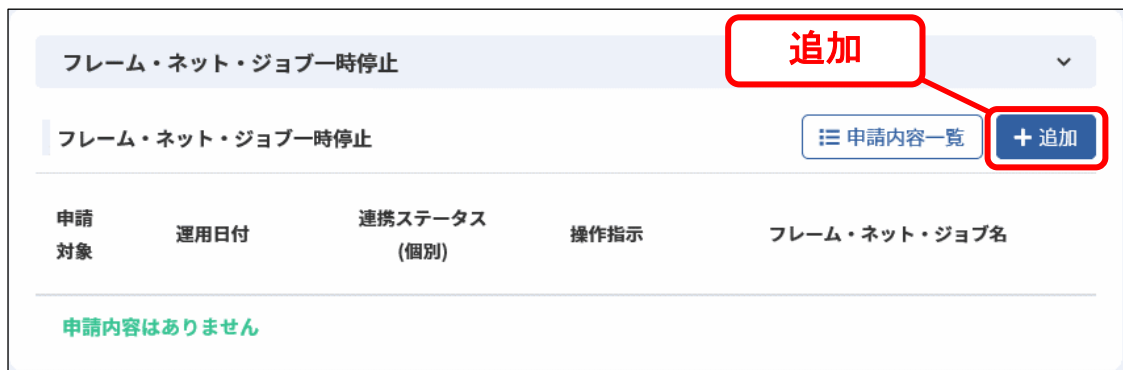 フレーム・ネット・ジョブ一時停止
追加
フレーム・ネット・ジョブ一時停止
申請内容一覧
+ 追加
申請
対象
運用日付
連携ステータス
(個別)
操作指示
フレーム・ネット・ジョブ名
申請内容はありません